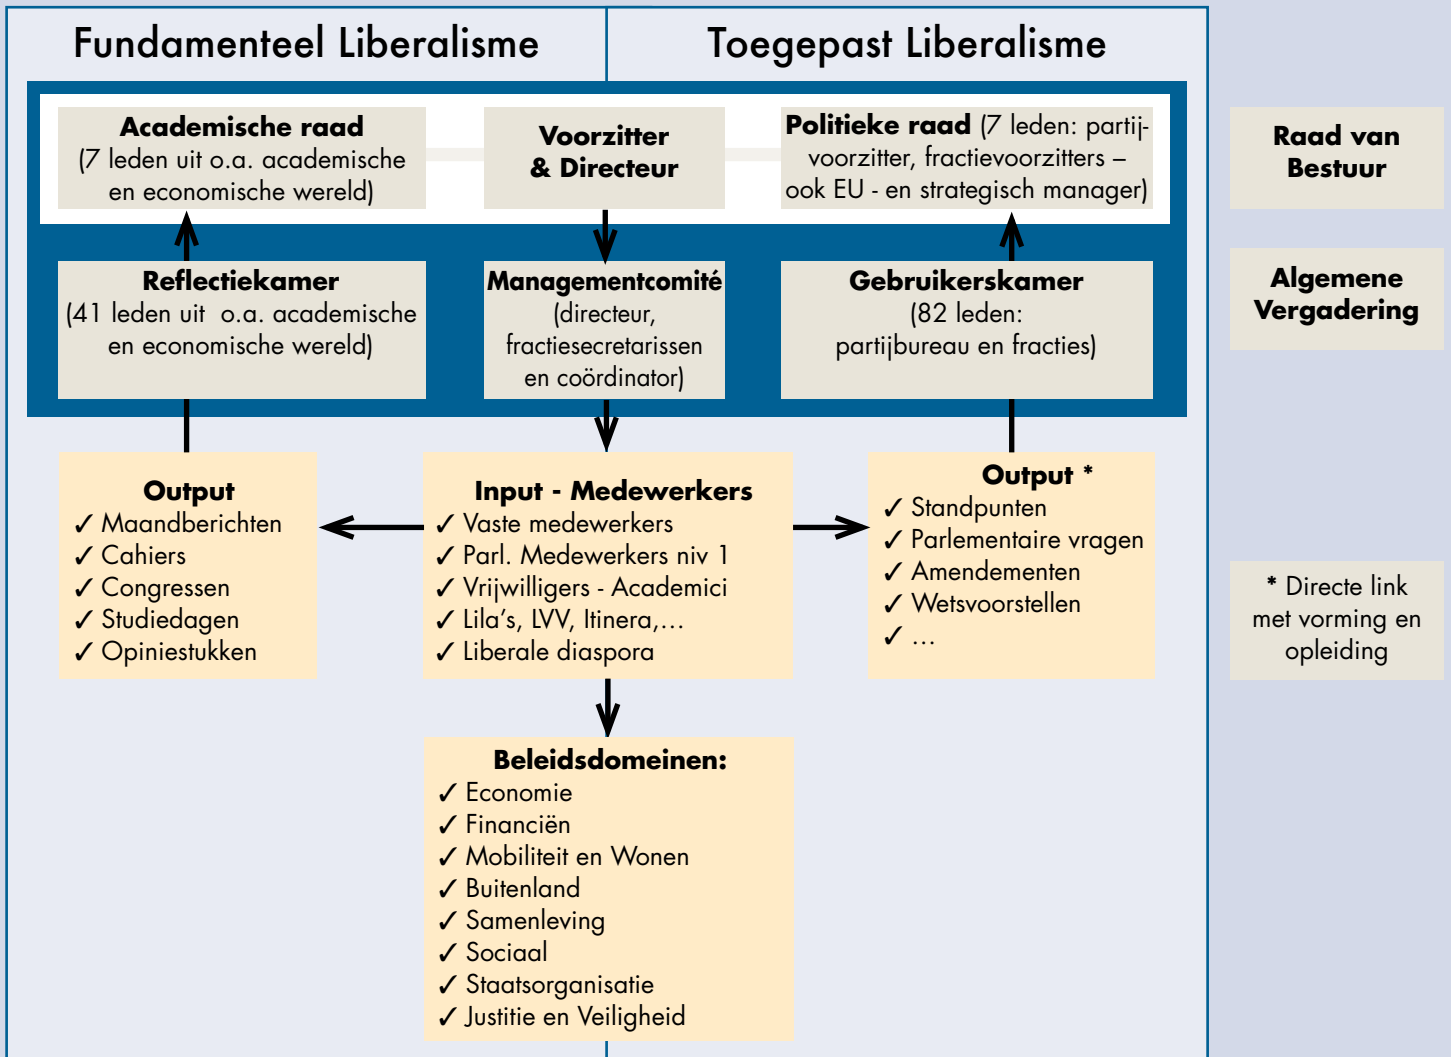 Fundamenteel Liberalisme
Toegepast Liberalisme
Academische raad
(7 leden uit o.a. academische
en economische wereld)
Voorzitter
& Directeur
Politieke raad (7 leden: partij-
voorzitter, fractievoorzitters –
ook EU - en strategisch manager)
Raad van
Bestuur
Reflectiekamer
(41 leden uit o.a. academische
en economische wereld)
Managementcomité
(directeur,
fractiesecretarissen
en coördinator)
Gebruikerskamer
(82 leden:
partijbureau en fracties)
Algemene
Vergadering
Output
✓ Maandberichten
✓ Cahiers
✓ Congressen
✓ Studiedagen
✓ Opiniestukken
Input - Medewerkers
✓ Vaste medewerkers
✓ Parl. Medewerkers niv 1
✓ Vrijwilligers - Academici
✓ Lila's, LVV, Itinera,...
✓ Liberale diaspora
Output *
✓ Standpunten
✓ Parlementaire vragen
✓ Amendementen
✓ Wetsvoorstellen
✓ ...
* Directe link
met vorming en
opleiding
Beleidsdomeinen:
✓ Economie
✓ Financiën
✓ Mobiliteit en Wonen
✓ Buitenland
✓ Samenleving
✓ Sociaal
✓ Staatsorganisatie
✓ Justitie en Veiligheid